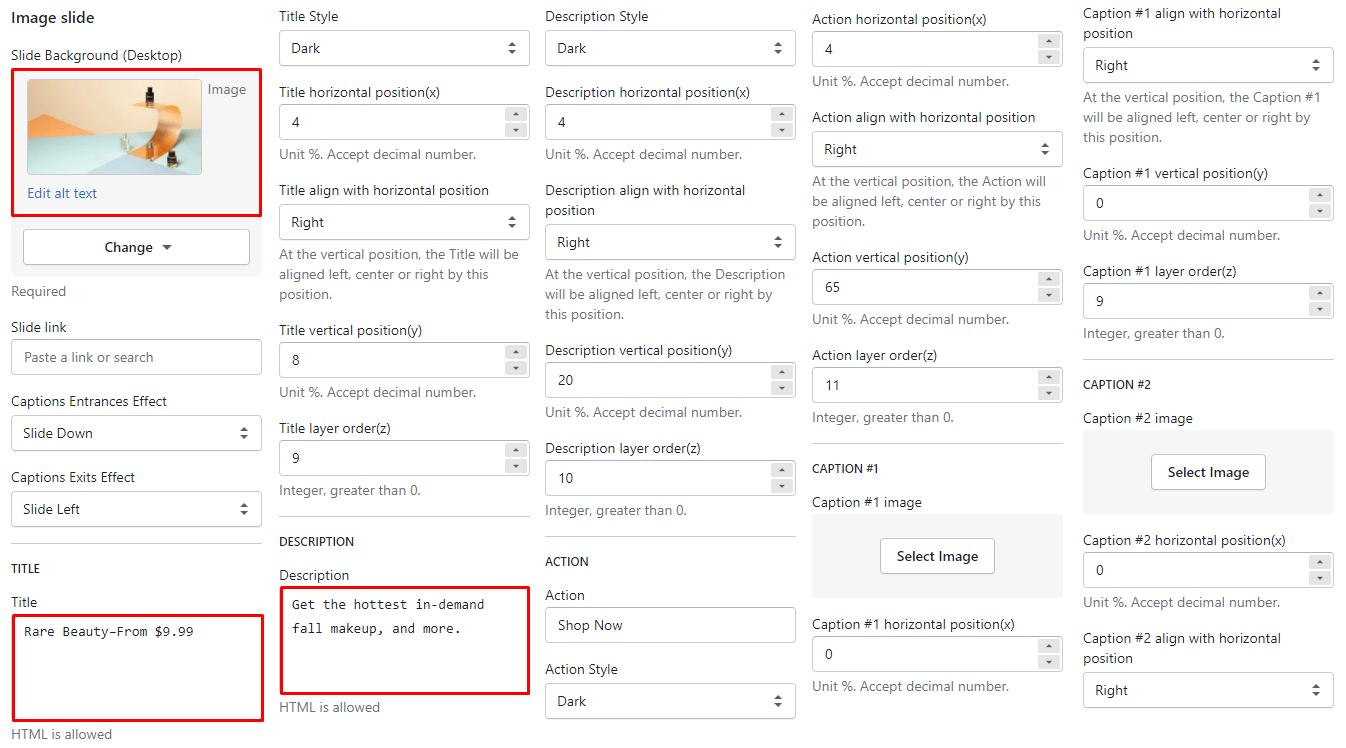 Image slide
Slide Background (Desktop)
Image
Edit alt text
Change
Required
Slide link
Paste a link or search
Captions Entrances Effect
Slide Down
Captions Exits Effect
Slide Left
TITLE
Title
Rare Beauty–From $9.99
HTML is allowed
Title Style
Dark
Title horizontal position(x)
4
Unit %. Accept decimal number.
Title align with horizontal position
Right
At the vertical position, the Title will be
aligned left, center or right by this
position.
Title vertical position(y)
8
Unit %. Accept decimal number.
Title layer order(z)
9
Integer, greater than 0.
DESCRIPTION
Description
Get the hottest in-demand
fall makeup, and more.
HTML is allowed
Description Style
Dark
Description horizontal position(x)
4
Unit %. Accept decimal number.
Description align with horizontal
position
Right
At the vertical position, the Description
will be aligned left, center or right by
this position.
Description vertical position(y)
20
Unit %. Accept decimal number.
Description layer order(z)
10
Integer, greater than 0.
ACTION
Action
Shop Now
Action Style
Dark
Action horizontal position(x)
4
Unit %. Accept decimal number.
Action align with horizontal position
Right
At the vertical position, the Action will
be aligned left, center or right by this
position.
Action vertical position(y)
65
Unit %. Accept decimal number.
Action layer order(z)
11
Integer, greater than 0.
CAPTION #1
Caption #1 image
Select Image
Caption #1 horizontal position(x)
0
Unit %. Accept decimal number.
Caption #1 align with horizontal
position
Right
At the vertical position, the Caption #1
will be aligned left, center or right by
this position.
Caption #1 vertical position(y)
0
Unit %. Accept decimal number.
Caption #1 layer order(z)
9
Integer, greater than 0.
CAPTION #2
Caption #2 image
Select Image
Caption #2 horizontal position(x)
0
Unit %. Accept decimal number.
Caption #2 align with horizontal
position
Right